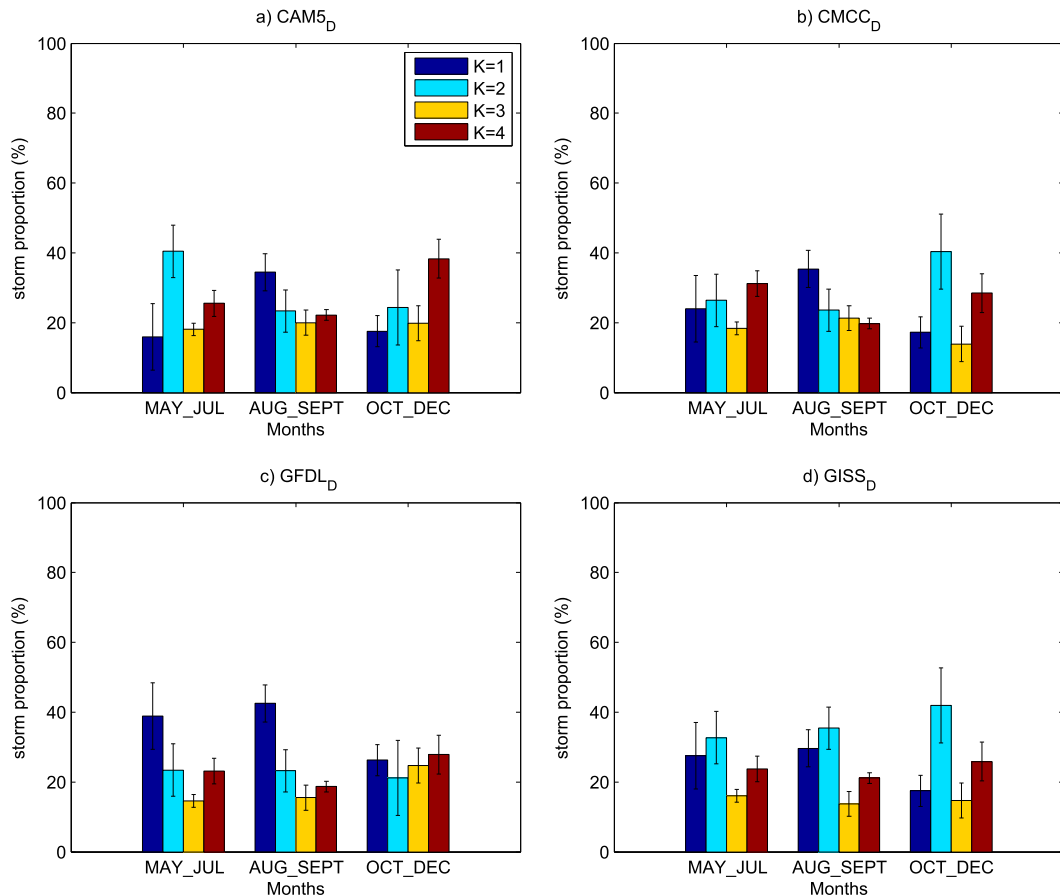 a) CAM5D
storm proportion (%)
100
80
60
40
20
0
K=1
K=2
K=3
K=4
MAY_JUL AUG_SEPT OCT_DEC
Months
b) CMCCD
storm proportion (%)
100
80
60
40
20
0
MAY_JUL AUG_SEPT OCT_DEC
Months
c) GFDLD
storm proportion (%)
100
80
60
40
20
0
MAY_JUL AUG_SEPT OCT_DEC
Months
d) GISSD
storm proportion (%)
100
80
60
40
20
0
MAY_JUL AUG_SEPT OCT_DEC
Months